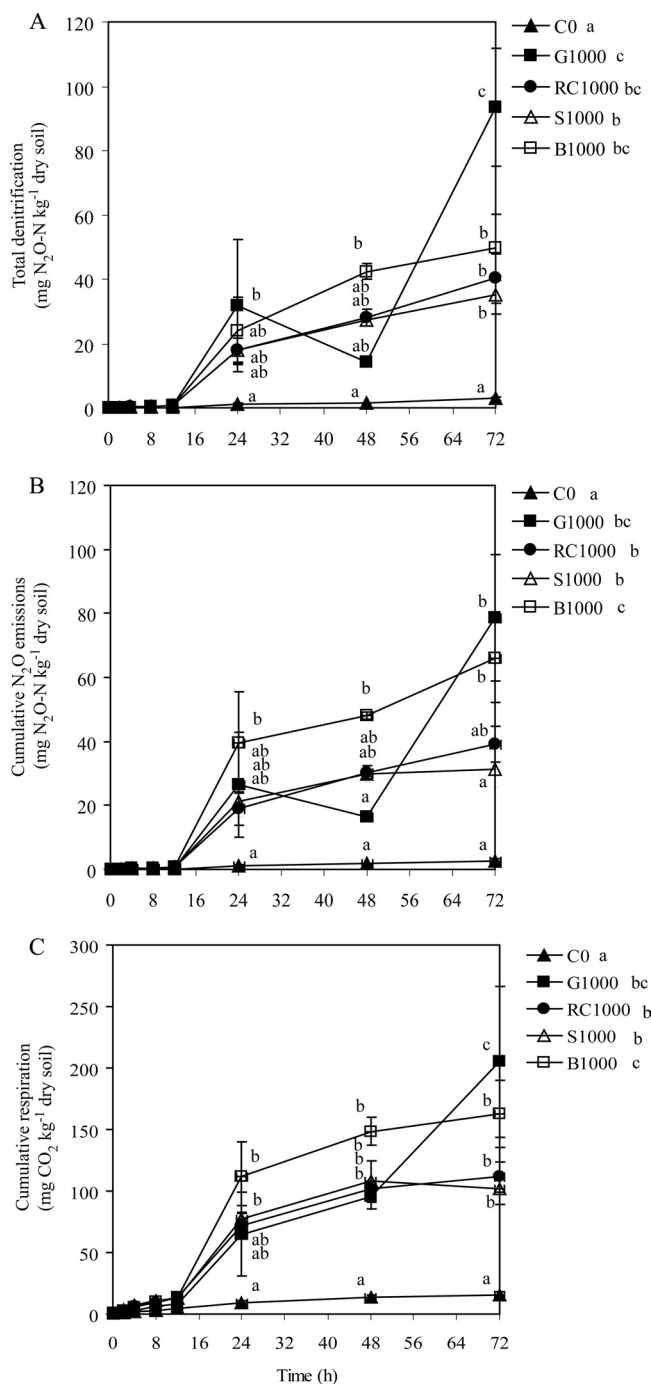 A
Total denitrification
(mg N₂O-N kg⁻¹ dry soil)
120
100
80
60
40
20
0
0 8 16 24 32 40 48 56 64 72
C0 a
G1000 c
RC1000 bc
S1000 b
B1000 bc
b
ab
ab
ab
a
b
ab
ab
ab
a
c
b
b
b
a
B
Cumulative N₂O emissions
(mg N₂O-N kg⁻¹ dry soil)
120
100
80
60
40
20
0
0 8 16 24 32 40 48 56 64 72
C0 a
G1000 bc
RC1000 b
S1000 b
B1000 c
b
ab
ab
ab
a
b
ab
ab
a
a
b
b
ab
a
a
C
Cumulative respiration
(mg CO₂ kg⁻¹ dry soil)
300
250
200
150
100
50
0
0 8 16 24 32 40 48 56 64 72
Time (h)
C0 a
G1000 bc
RC1000 b
S1000 b
B1000 c
b
b
ab
ab
a
b
b
b
b
a
c
b
b
b
a